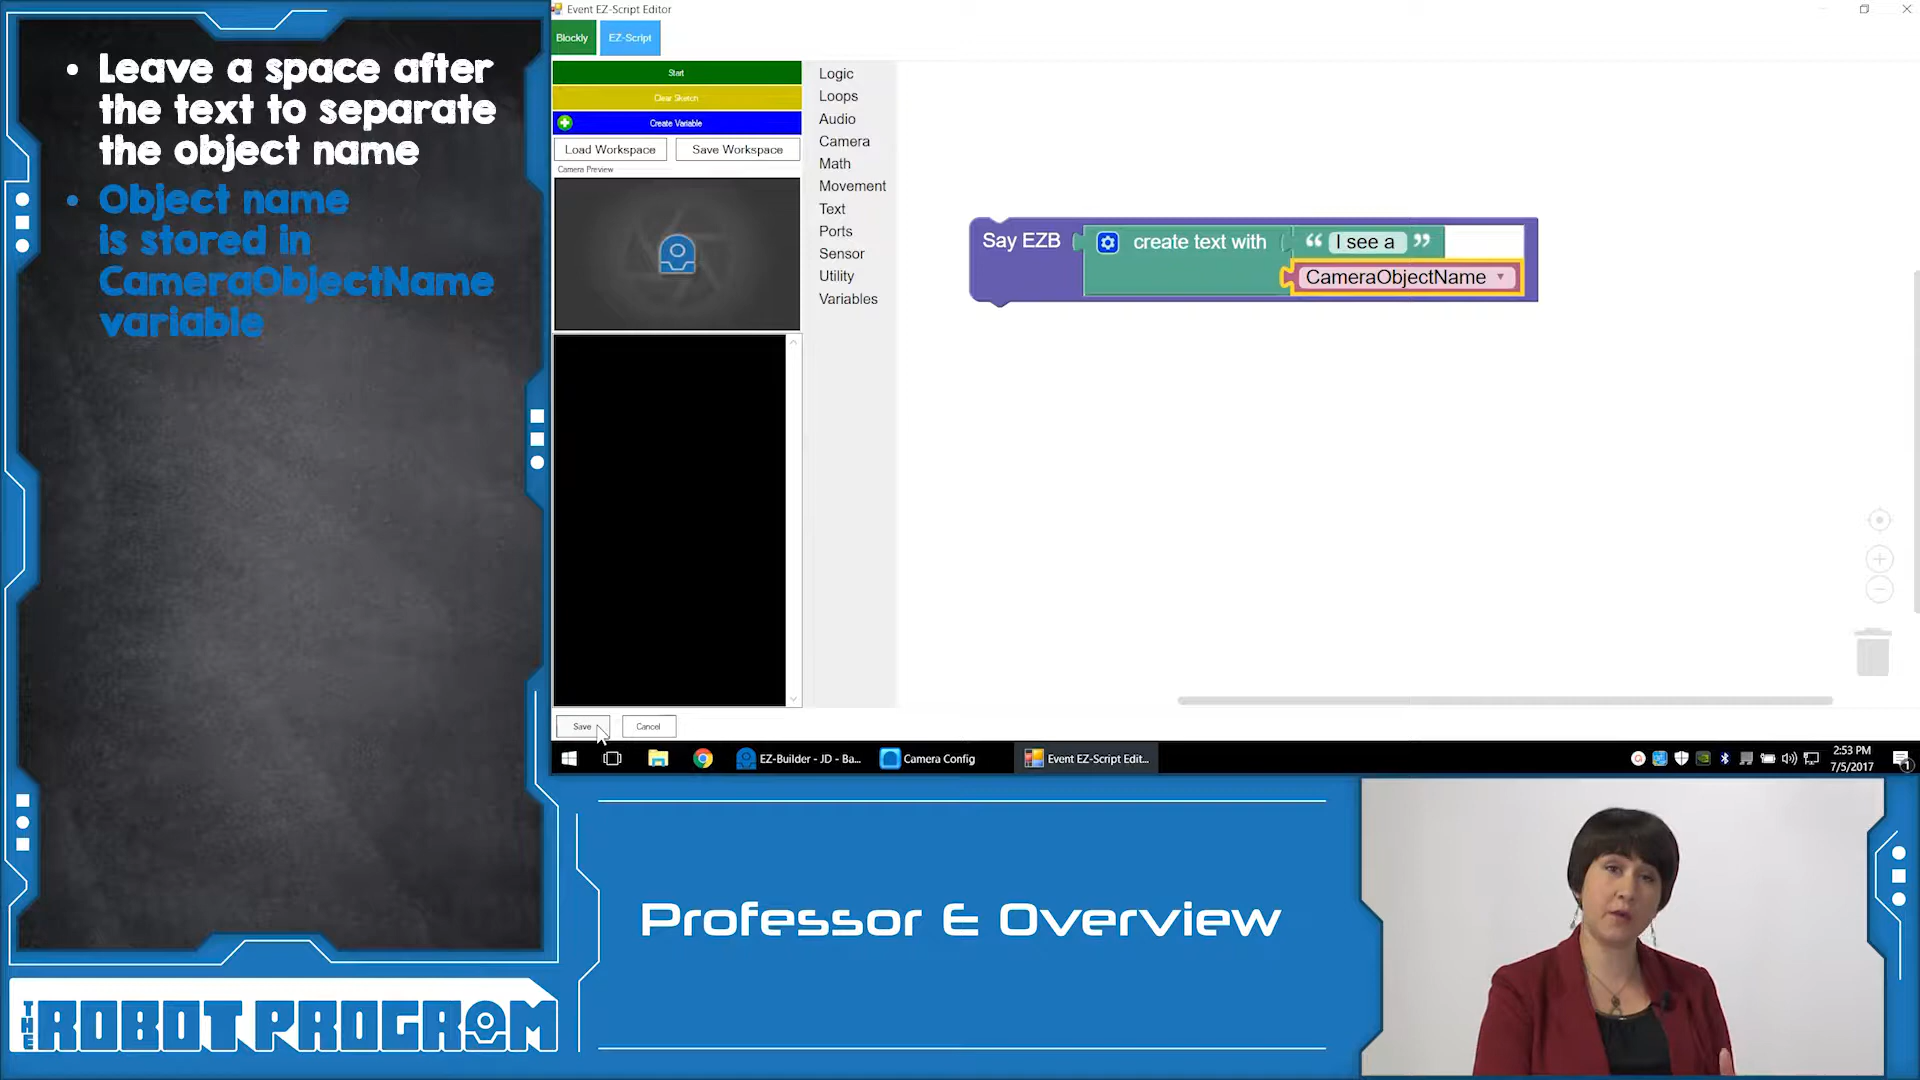 • Leave a space after
the text to separate
the object name
• Object name
is stored in
CameraObjectName
variable
THE ROBOT PROGRAM
Event EZ-Script Editor
Blockly EZ-Script
Start
Clear Sketch
Create Variable
Load Workspace Save Workspace
Camera Preview
Logic
Loops
Audio
Camera
Math
Movement
Text
Ports
Sensor
Utility
Variables
Say EZB create text with “ I see a ”
CameraObjectName
Save Cancel
EZ-Builder - JD - Ba... Camera Config Event EZ-Script Edit... 2:53 PM
7/5/2017 1
Professor E Overview